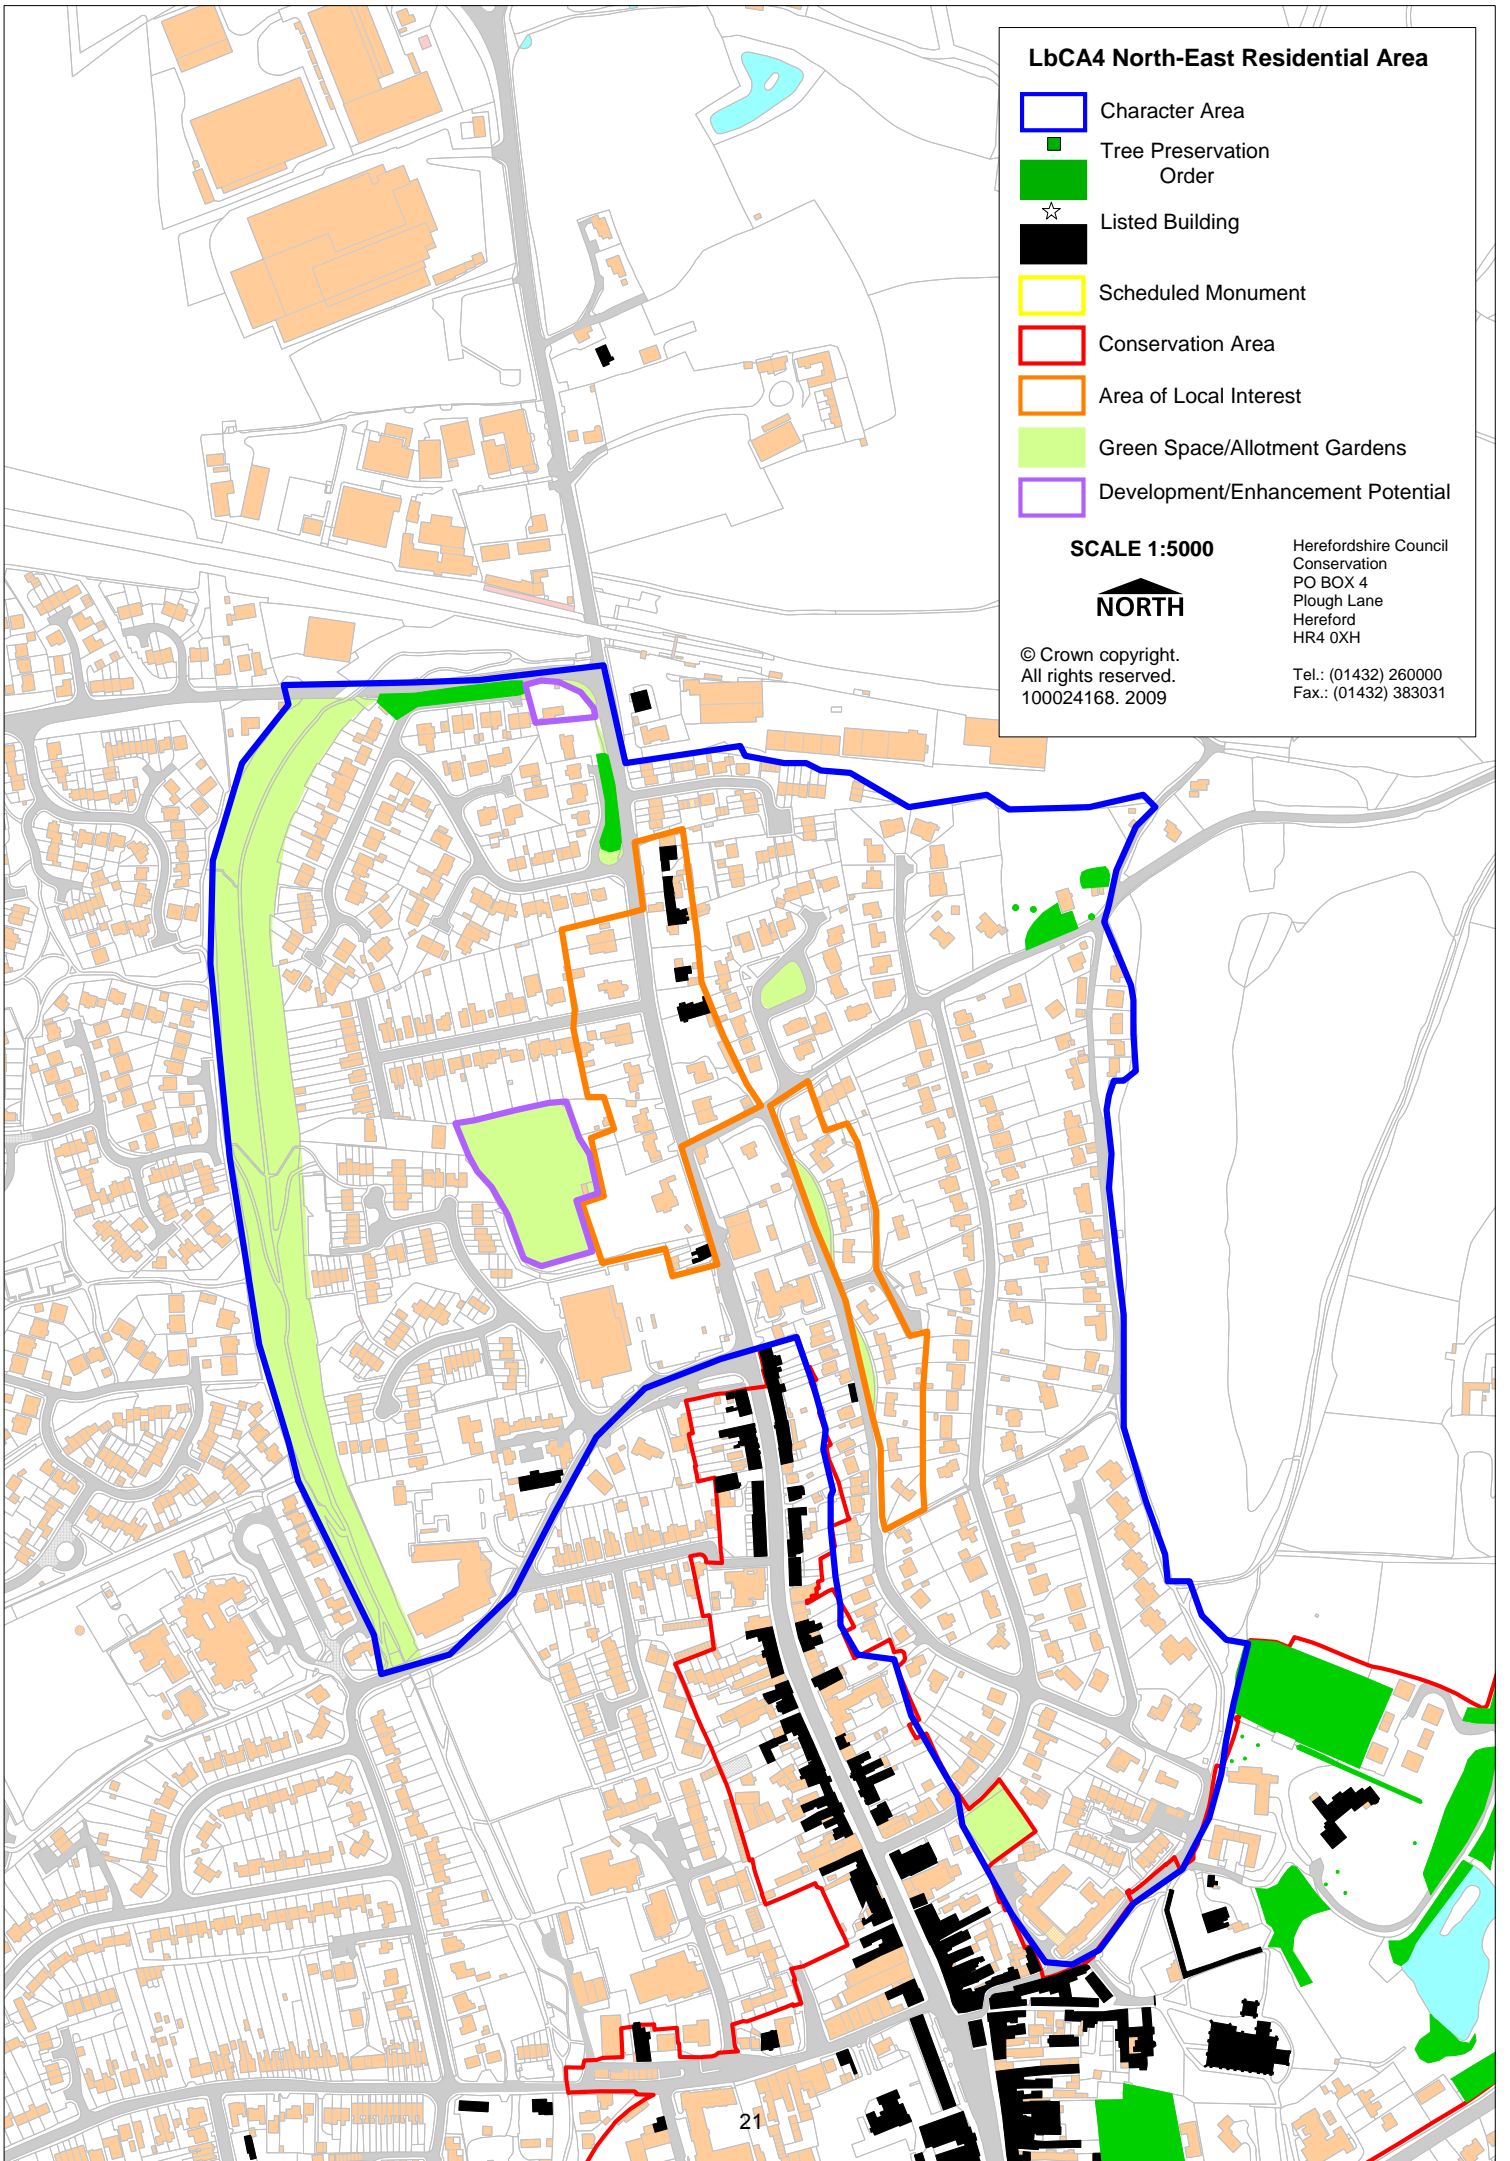 LbCA4 North-East Residential Area
Character Area
Tree Preservation
Order
Listed Building
Scheduled Monument
Conservation Area
Area of Local Interest
Green Space/Allotment Gardens
Development/Enhancement Potential
SCALE 1:5000
NORTH
© Crown copyright.
All rights reserved.
100024168. 2009
Herefordshire Council
Conservation
PO BOX 4
Plough Lane
Hereford
HR4 0XH
Tel.: (01432) 260000
Fax.: (01432) 383031
21